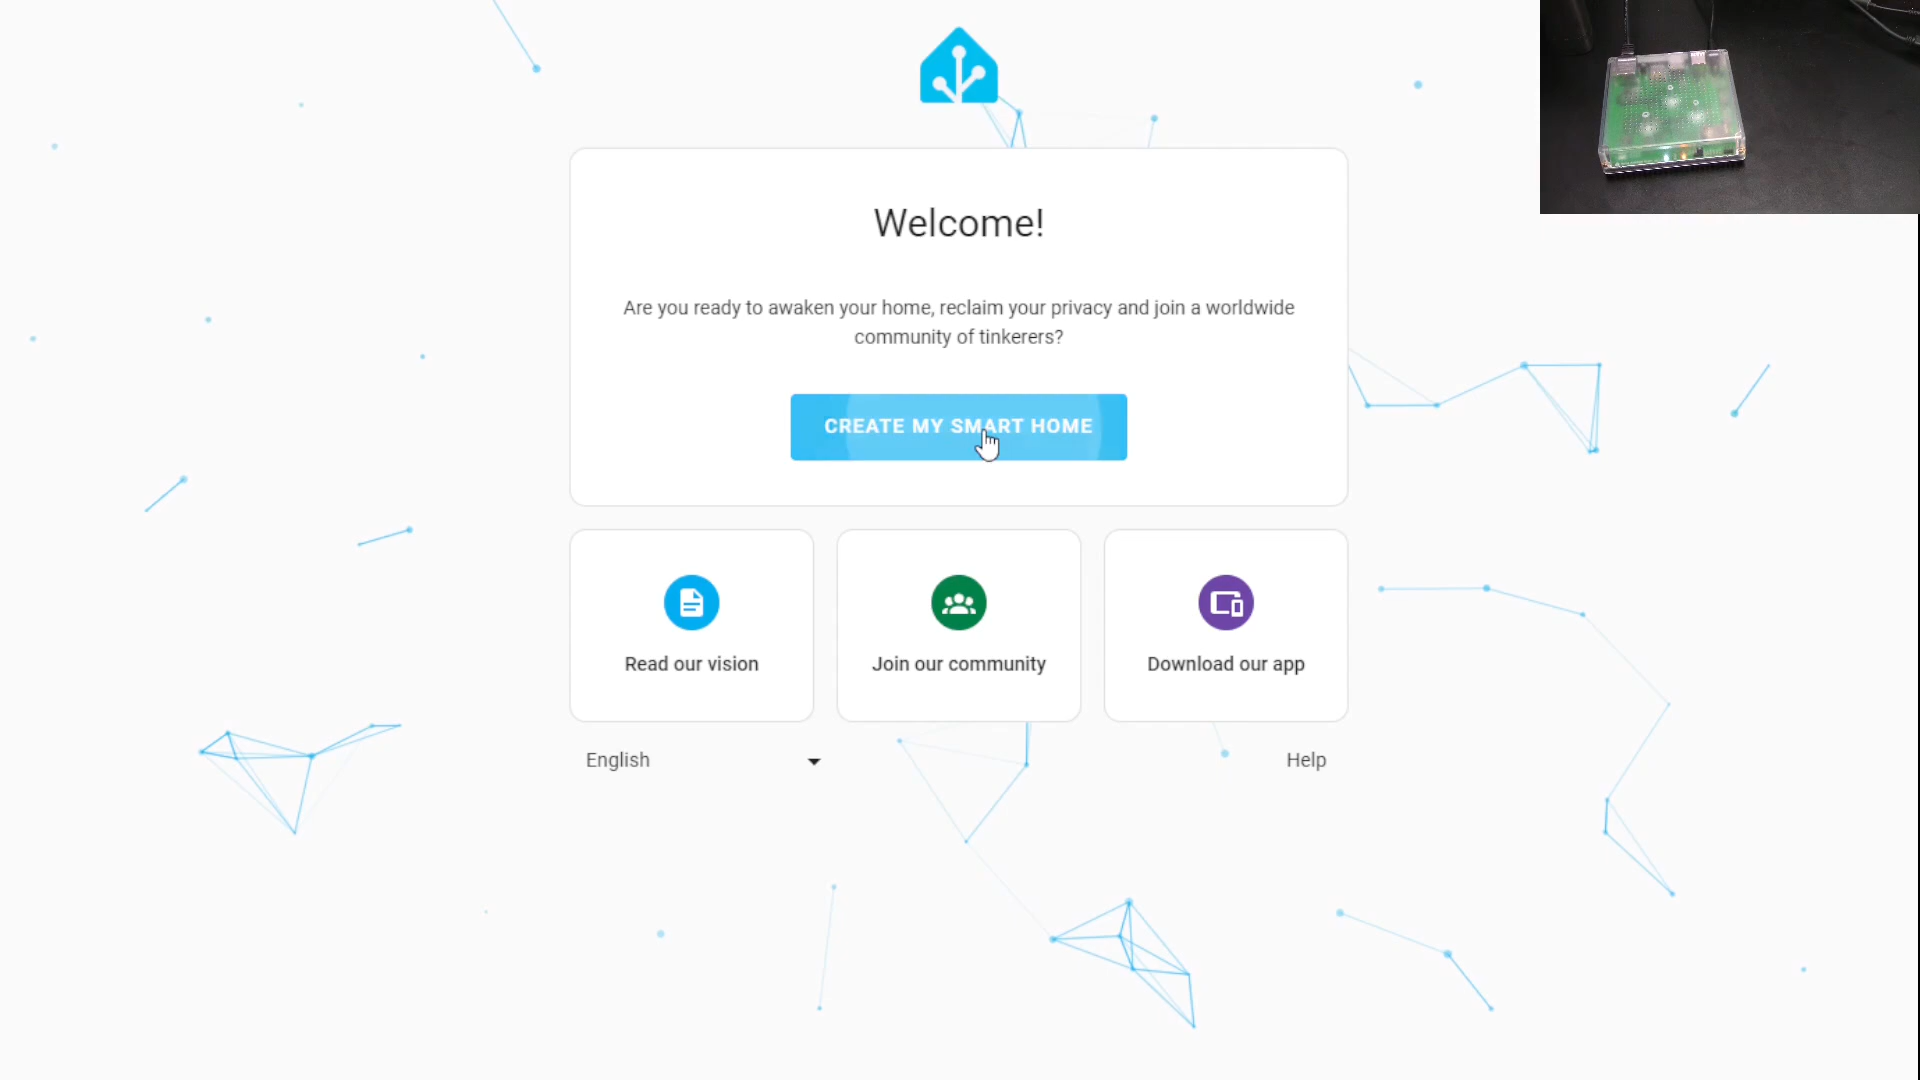 Welcome!
Are you ready to awaken your home, reclaim your privacy and join a worldwide
community of tinkerers?
CREATE MY SMART HOME
Read our vision
Join our community
Download our app
English
Help